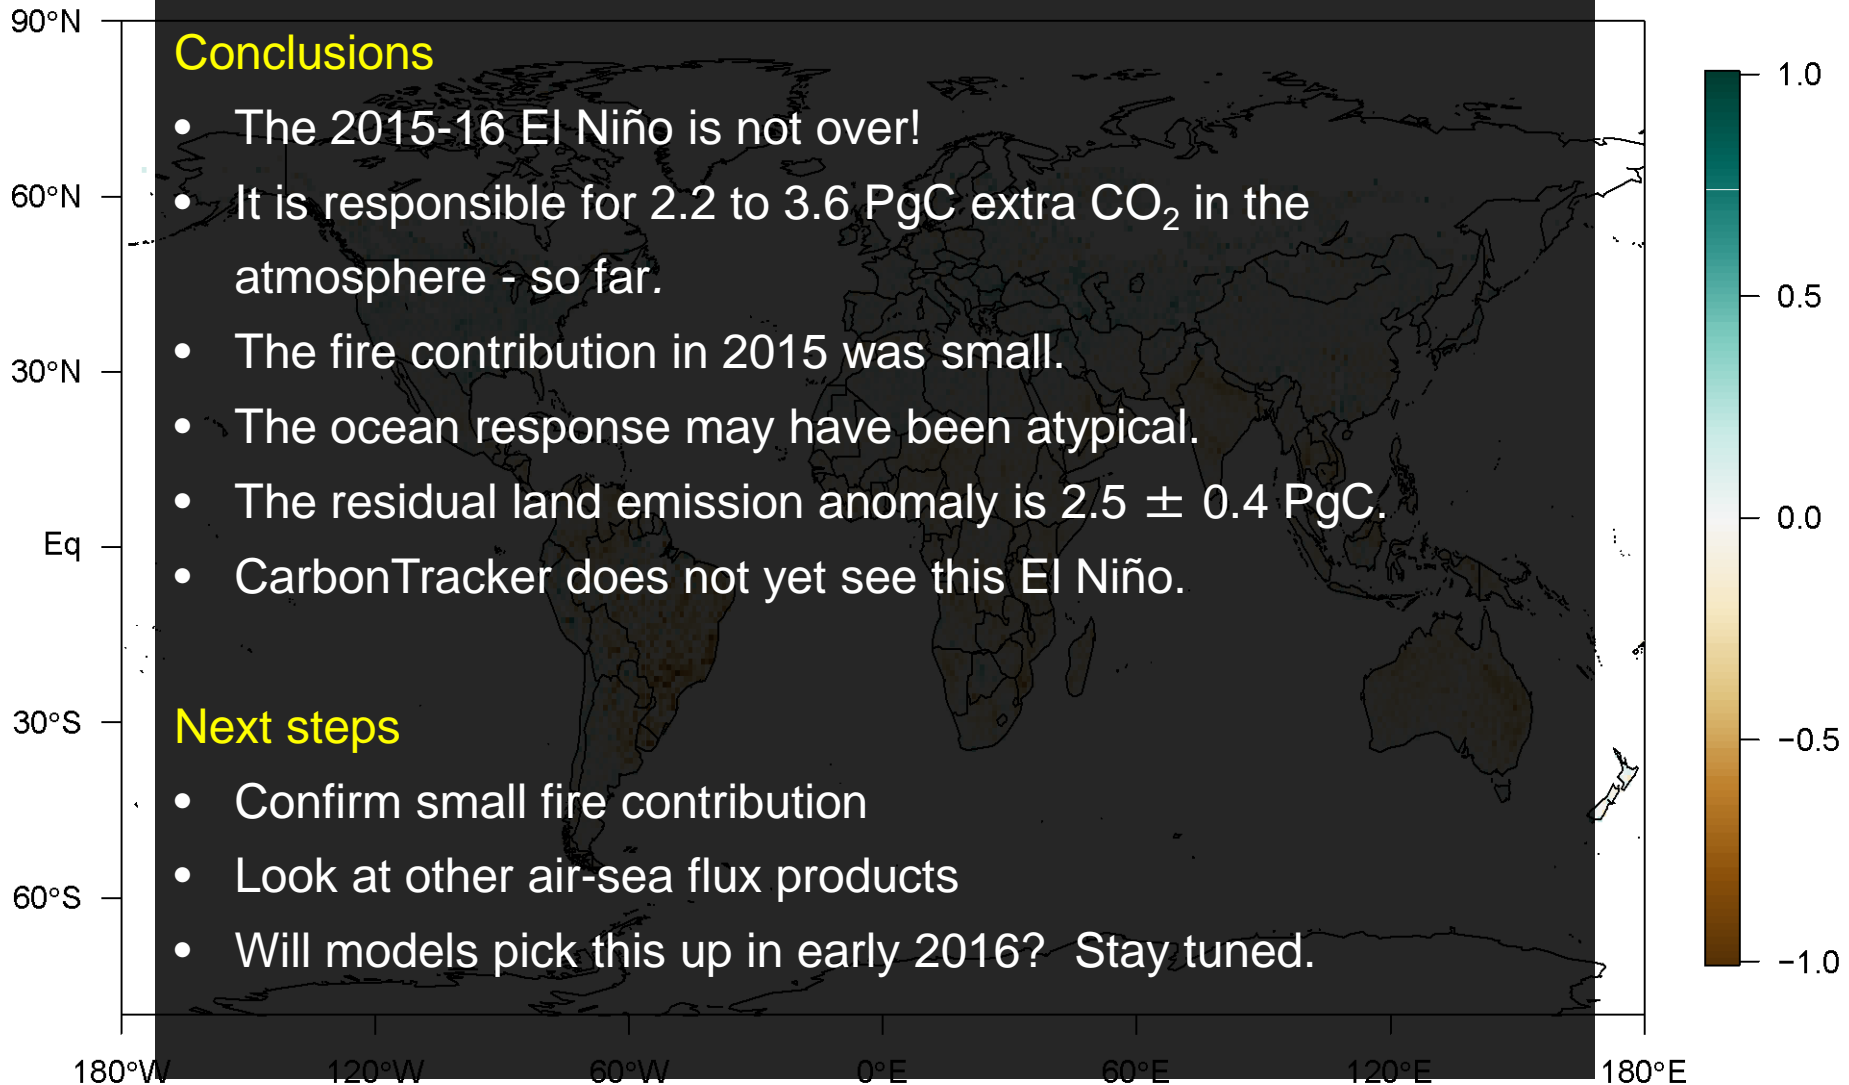 90°N
60°N
30°N
Eq
30°S
60°S
Conclusions
• The 2015-16 El Niño is not over!
• It is responsible for 2.2 to 3.6 PgC extra CO₂ in the
atmosphere - so far.
• The fire contribution in 2015 was small.
• The ocean response may have been atypical.
• The residual land emission anomaly is 2.5 ± 0.4 PgC.
• CarbonTracker does not yet see this El Niño.
Next steps
• Confirm small fire contribution
• Look at other air-sea flux products
• Will models pick this up in early 2016?  Stay tuned.
180°W 120°W 60°W 0°E 60°E 120°E 180°E
1.0
0.5
0.0
−0.5
−1.0